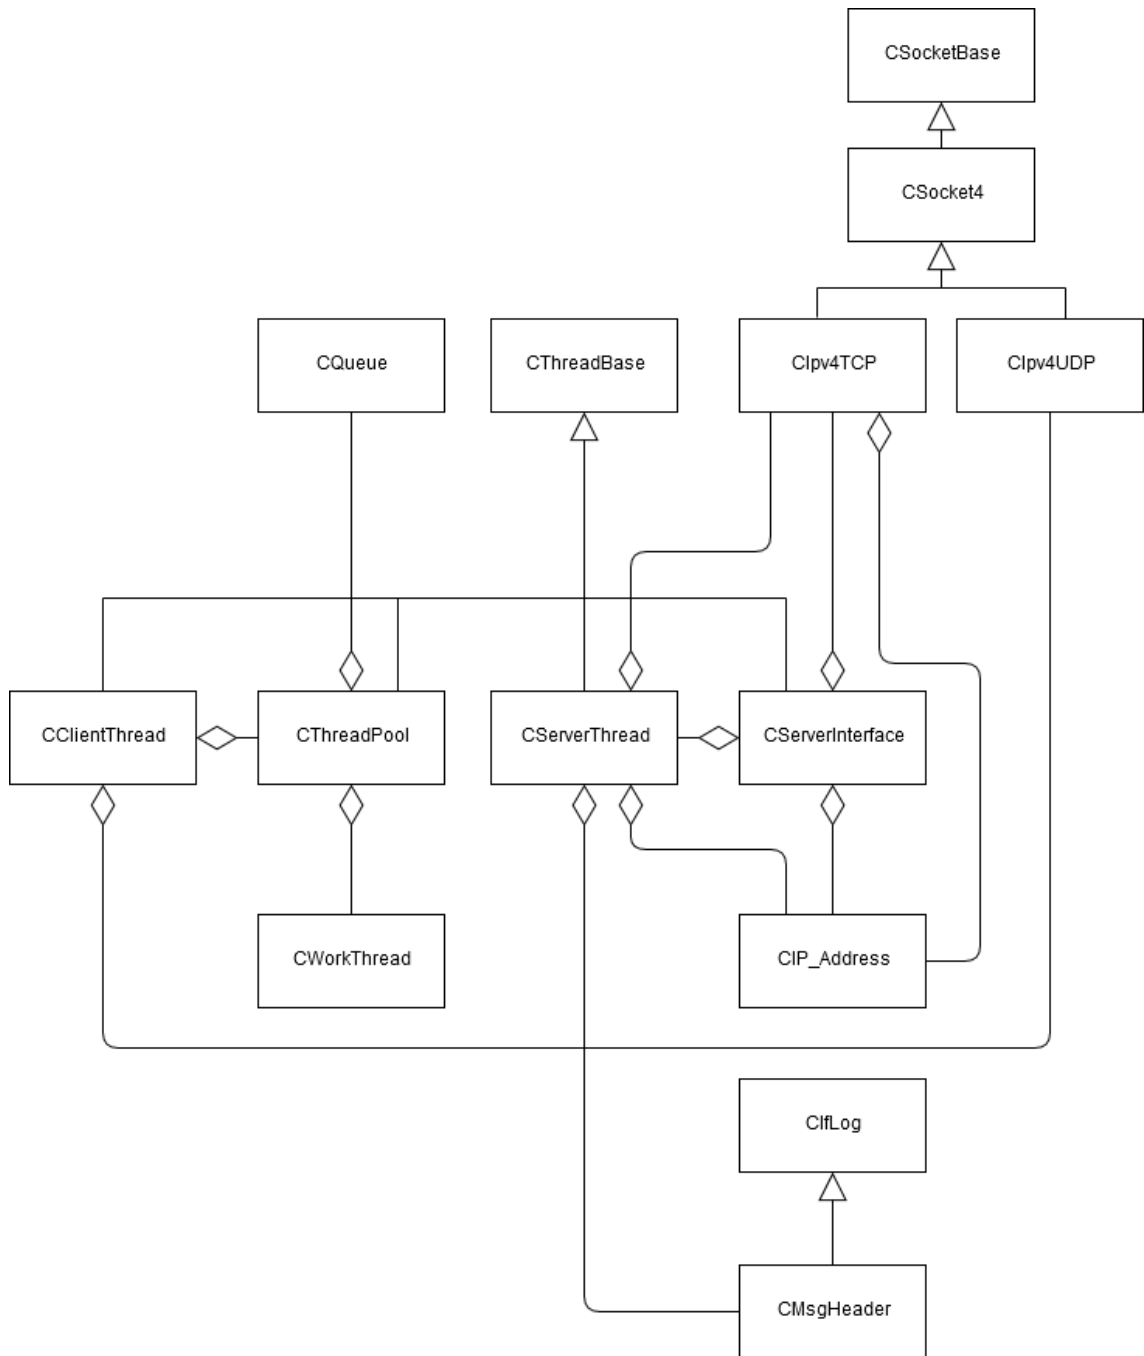 CSocketBase
CSocket4
CQueue
CThreadBase
CIpv4TCP
CIpv4UDP
CClientThread
CThreadPool
CServerThread
CServerInterface
CWorkThread
CIP_Address
CIfLog
CMsgHeader